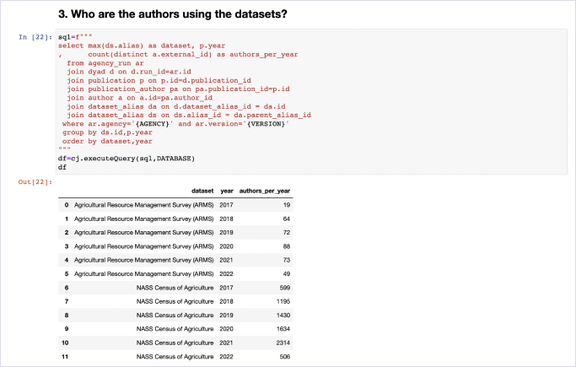 3. Who are the authors using the datasets?
In [22]: sql=f"""
select max(ds.alias) as dataset, p.year
, count(distinct a.external_id) as authors_per_year
from agency_run ar
join dyad d on d.run_id=ar.id
join publication p on p.id=d.publication_id
join publication_author pa on pa.publication_id=p.id
join author a on a.id=pa.author_id
join dataset_alias da on d.dataset_alias_id = da.id
join dataset_alias ds on ds.alias_id = da.parent_alias_id
where ar.agency='{AGENCY}' and ar.version='{VERSION}'
group by ds.id,p.year
order by dataset,year
"""
df=cj.executeQuery(sql,DATABASE)
df
Out[22]:
dataset year authors_per_year
0 Agricultural Resource Management Survey (ARMS) 2017 19
1 Agricultural Resource Management Survey (ARMS) 2018 64
2 Agricultural Resource Management Survey (ARMS) 2019 72
3 Agricultural Resource Management Survey (ARMS) 2020 88
4 Agricultural Resource Management Survey (ARMS) 2021 73
5 Agricultural Resource Management Survey (ARMS) 2022 49
6 NASS Census of Agriculture 2017 599
7 NASS Census of Agriculture 2018 1195
8 NASS Census of Agriculture 2019 1430
9 NASS Census of Agriculture 2020 1634
10 NASS Census of Agriculture 2021 2314
11 NASS Census of Agriculture 2022 506